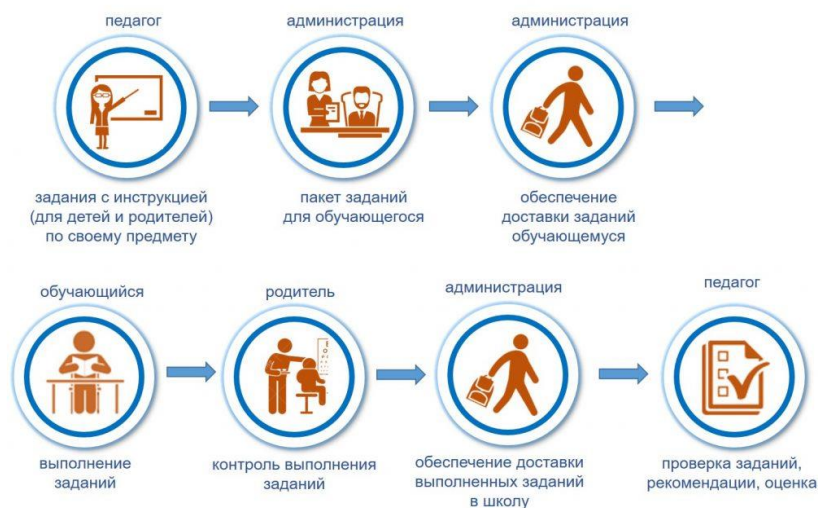 педагог
администрация
администрация
задания с инструкцией
(для детей и родителей)
по своему предмету
пакет заданий
для обучающегося
обеспечение
доставки заданий
обучающемуся
обучающийся
родитель
администрация
педагог
выполнение
заданий
контроль выполнения
заданий
обеспечение доставки
выполненных заданий
в школу
проверка заданий,
рекомендации, оценка